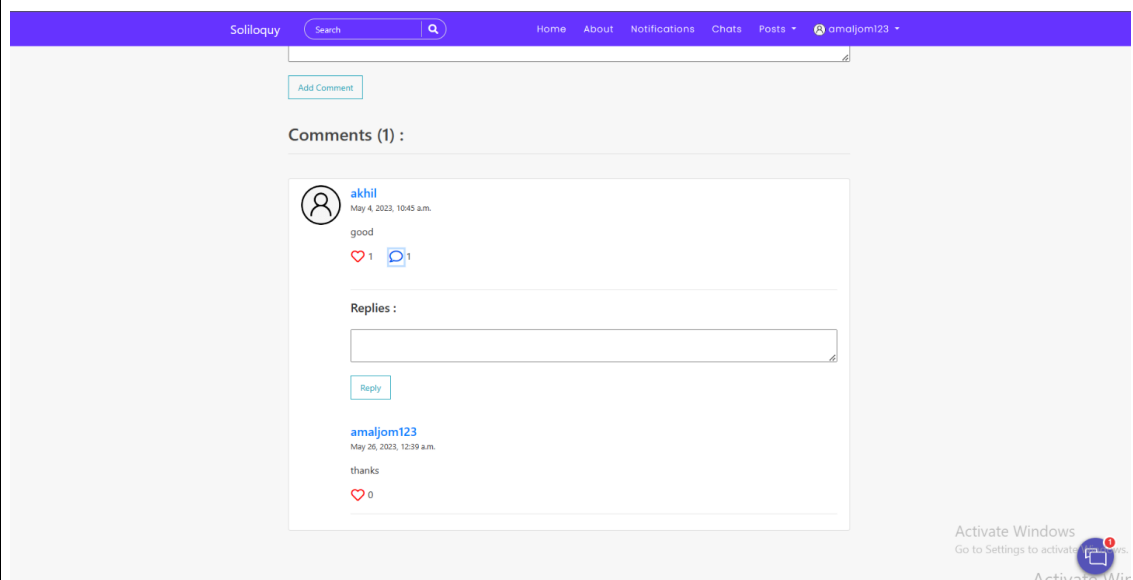 Soliloquy Search Home About Notifications Chats Posts amaljom123
Add Comment
Comments (1) :
akhil
May 4, 2023, 10:45 a.m.
good
1 1
Replies :
Reply
amaljom123
May 26, 2023, 12:39 a.m.
thanks
0
Activate Windows
1
Go to Settings to activate